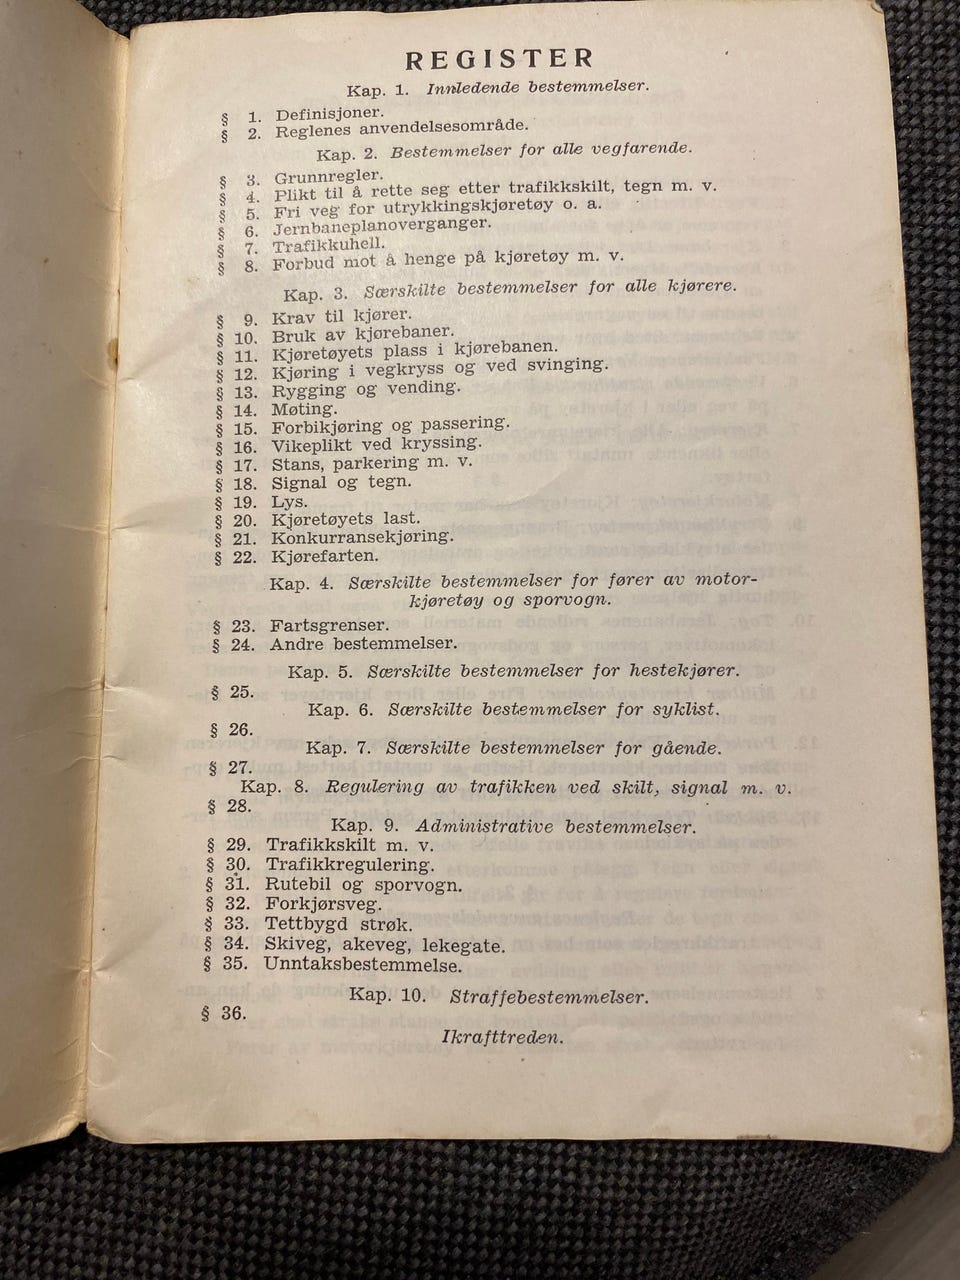 REGISTER
Kap. 1. Innledende bestemmelser.
§ 1. Definisjoner.
§ 2. Reglenes anvendelsesområde.
Kap. 2. Bestemmelser for alle vegfarende.
§ 3. Grunnregler.
§ 4. Plikt til å rette seg etter trafikkskilt, tegn m. v.
§ 5. Fri veg for utrykkingskjøretøy o. a.
§ 6. Jernbaneplanoverganger.
§ 7. Trafikkuhell.
§ 8. Forbud mot å henge på kjøretøy m. v.
Kap. 3. Særskilte bestemmelser for alle kjørere.
§ 9. Krav til kjører.
§ 10. Bruk av kjørebaner.
§ 11. Kjøretøyets plass i kjørebanen.
§ 12. Kjøring i vegkryss og ved svinging.
§ 13. Rygging og vending.
§ 14. Møting.
§ 15. Forbikjøring og passering.
§ 16. Vikeplikt ved kryssing.
§ 17. Stans, parkering m. v.
§ 18. Signal og tegn.
§ 19. Lys.
§ 20. Kjøretøyets last.
§ 21. Konkurransekjøring.
§ 22. Kjørefarten.
Kap. 4. Særskilte bestemmelser for fører av motor-
kjøretøy og sporvogn.
§ 23. Fartsgrenser.
§ 24. Andre bestemmelser.
Kap. 5. Særskilte bestemmelser for hestekjører.
§ 25.
Kap. 6. Særskilte bestemmelser for syklist.
§ 26.
Kap. 7. Særskilte bestemmelser for gående.
§ 27.
Kap. 8. Regulering av trafikken ved skilt, signal m. v.
§ 28.
Kap. 9. Administrative bestemmelser.
§ 29. Trafikkskilt m. v.
§ 30. Trafikkregulering.
§ 31. Rutebil og sporvogn.
§ 32. Forkjørsveg.
§ 33. Tettbygd strøk.
§ 34. Skiveg, akeveg, lekegate.
§ 35. Unntaksbestemmelse.
Kap. 10. Straffebestemmelser.
§ 36.
Ikrafttreden.